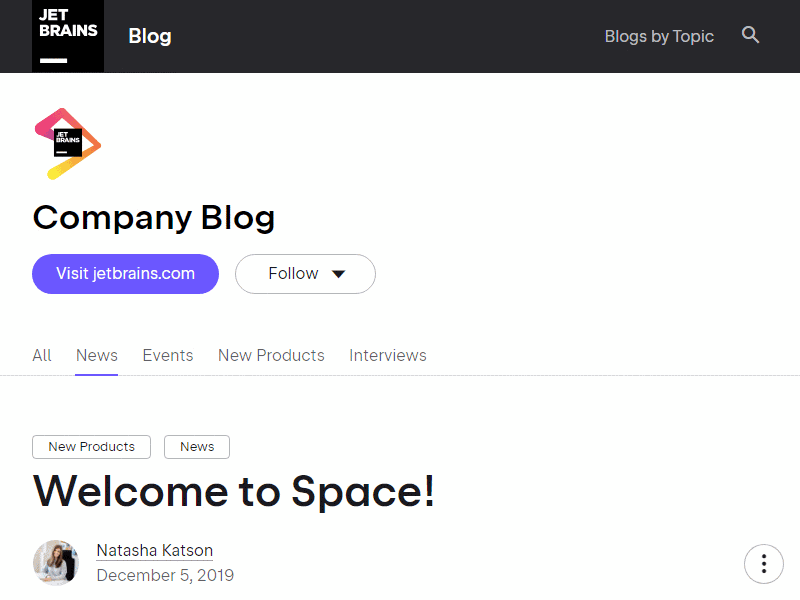 JET
BRAINS
Blog
Blogs by Topic
JET
BRAINS
Company Blog
Visit jetbrains.com
Follow
All News Events New Products Interviews
New Products News
Welcome to Space!
Natasha Katson
December 5, 2019